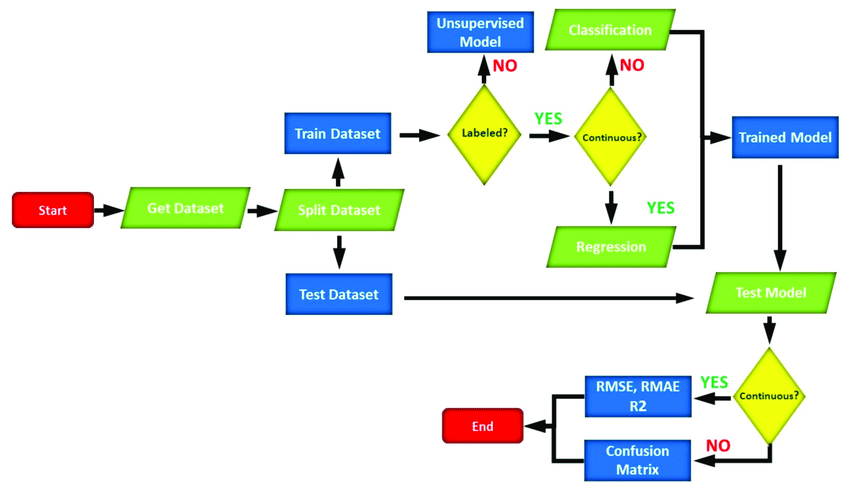 Unsupervised
Model
Classification
NO
NO
Train Dataset
Labeled?
YES
Continuous?
Trained Model
Start
Get Dataset
Split Dataset
YES
Regression
Test Dataset
Test Model
RMSE, RMAE
R2
YES
Continuous?
End
Confusion
Matrix
NO